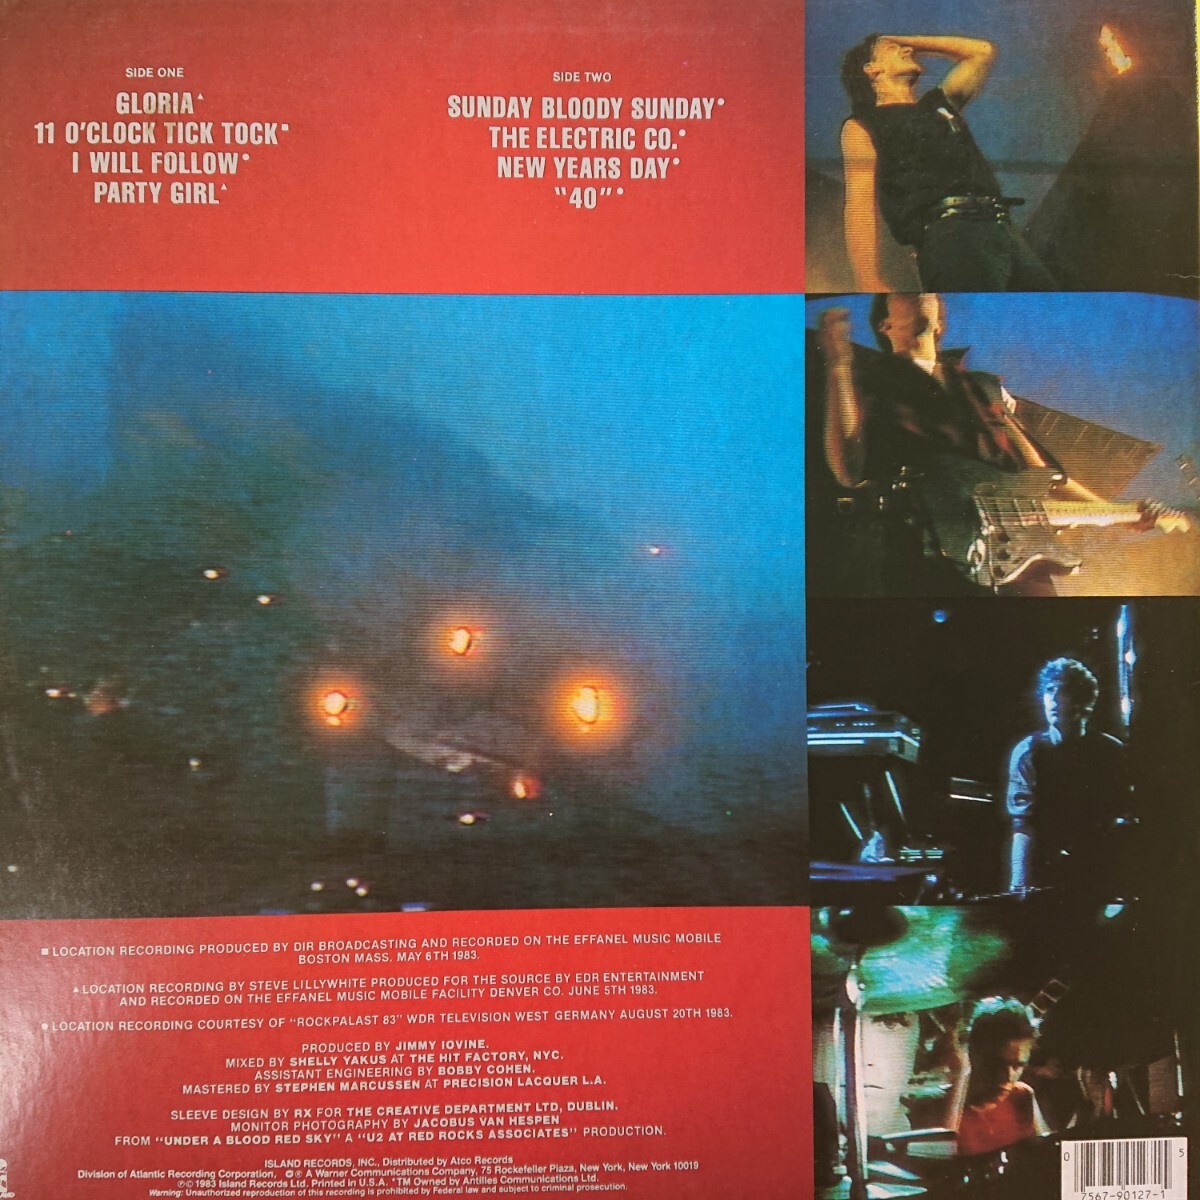 SIDE ONE
GLORIA▲
11 O'CLOCK TICK TOCK■
I WILL FOLLOW●
PARTY GIRL▲
SIDE TWO
SUNDAY BLOODY SUNDAY●
THE ELECTRIC CO.●
NEW YEARS DAY●
"40"●
■ LOCATION RECORDING PRODUCED BY DIR BROADCASTING AND RECORDED ON THE EFFANEL MUSIC MOBILE
BOSTON MASS. MAY 6TH 1983.
▲LOCATION RECORDING BY STEVE LILLYWHITE PRODUCED FOR THE SOURCE BY EDR ENTERTAINMENT
AND RECORDED ON THE EFFANEL MUSIC MOBILE FACILITY DENVER CO. JUNE 5TH 1983.
● LOCATION RECORDING COURTESY OF "ROCKPALAST 83" WDR TELEVISION WEST GERMANY AUGUST 20TH 1983.
PRODUCED BY JIMMY IOVINE.
MIXED BY SHELLY YAKUS AT THE HIT FACTORY, NYC.
ASSISTANT ENGINEERING BY BOBBY COHEN.
MASTERED BY STEPHEN MARCUSSEN AT PRECISION LACQUER L.A.
SLEEVE DESIGN BY RX FOR THE CREATIVE DEPARTMENT LTD, DUBLIN.
MONITOR PHOTOGRAPHY BY JACOBUS VAN HESPEN
FROM "UNDER A BLOOD RED SKY" A "U2 AT RED ROCKS ASSOCIATES" PRODUCTION.
ISLAND RECORDS, INC., Distributed by Atco Records
Division of Atlantic Recording Corporation, ©℗ A Warner Communications Company, 75 Rockefeller Plaza, New York, New York 10019
℗© 1983 Island Records Ltd. Printed in U.S.A. *TM Owned by Antilles Communications Ltd.
Warning: Unauthorized reproduction of this recording is prohibited by Federal law and subject to criminal prosecution.
0 7567-90127-1 5